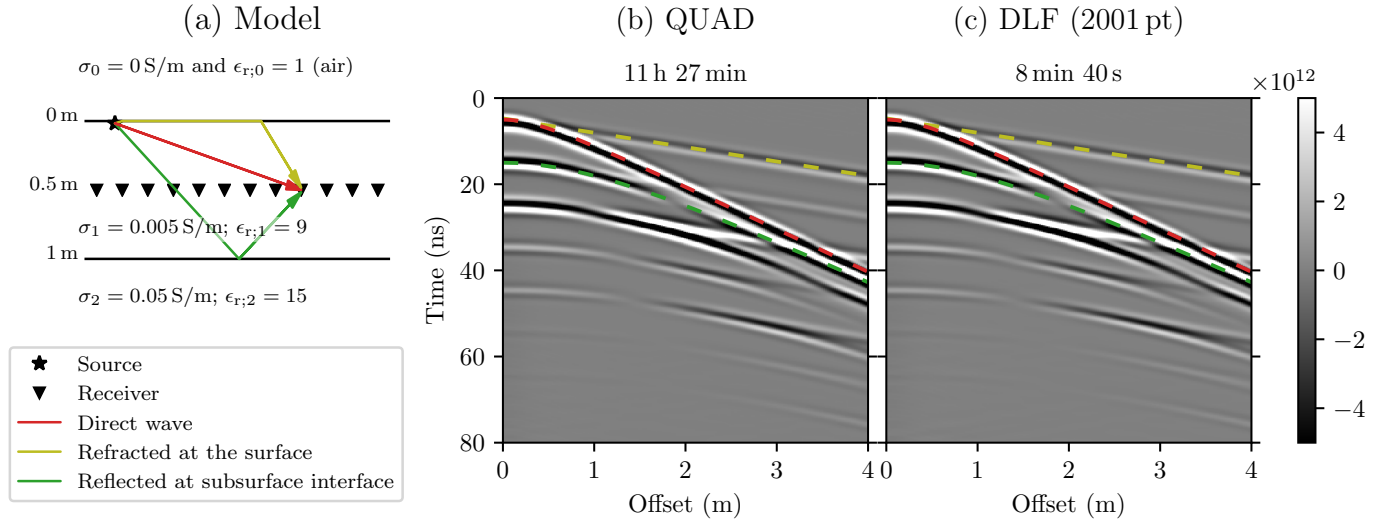 (a) Model
σ₀ = 0 S/m and ϵr;0 = 1 (air)
0 m
0.5 m
σ₁ = 0.005 S/m; ϵr;1 = 9
1 m
σ₂ = 0.05 S/m; ϵr;2 = 15
Source
Receiver
Direct wave
Refracted at the surface
Reflected at subsurface interface
(b) QUAD
11 h 27 min
Time (ns)
0
20
40
60
80
0 1 2 3 4
Offset (m)
(c) DLF (2001 pt)
8 min 40 s
0 1 2 3 4
Offset (m)
×10¹²
4
2
0
−2
−4